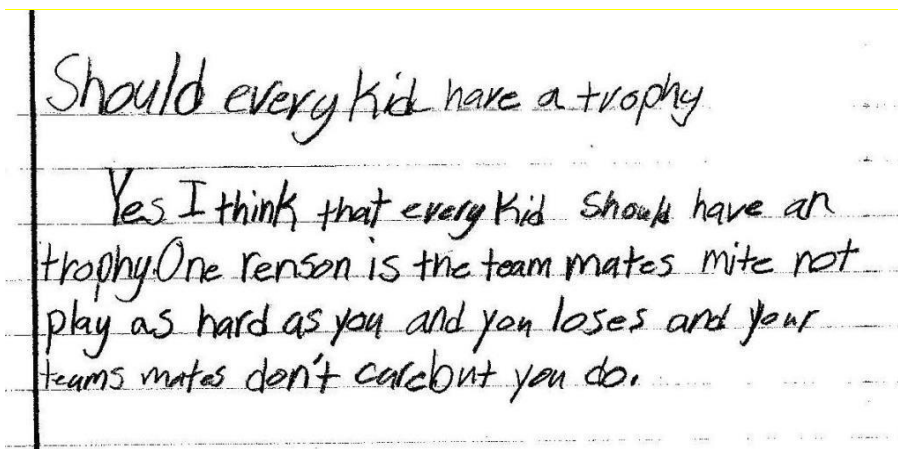 Should every kid have a trophy
Yes I think that every kid should have an
trophy. One renson is the team mates mite not
play as hard as you and you loses and your
teams mates don't care but you do.